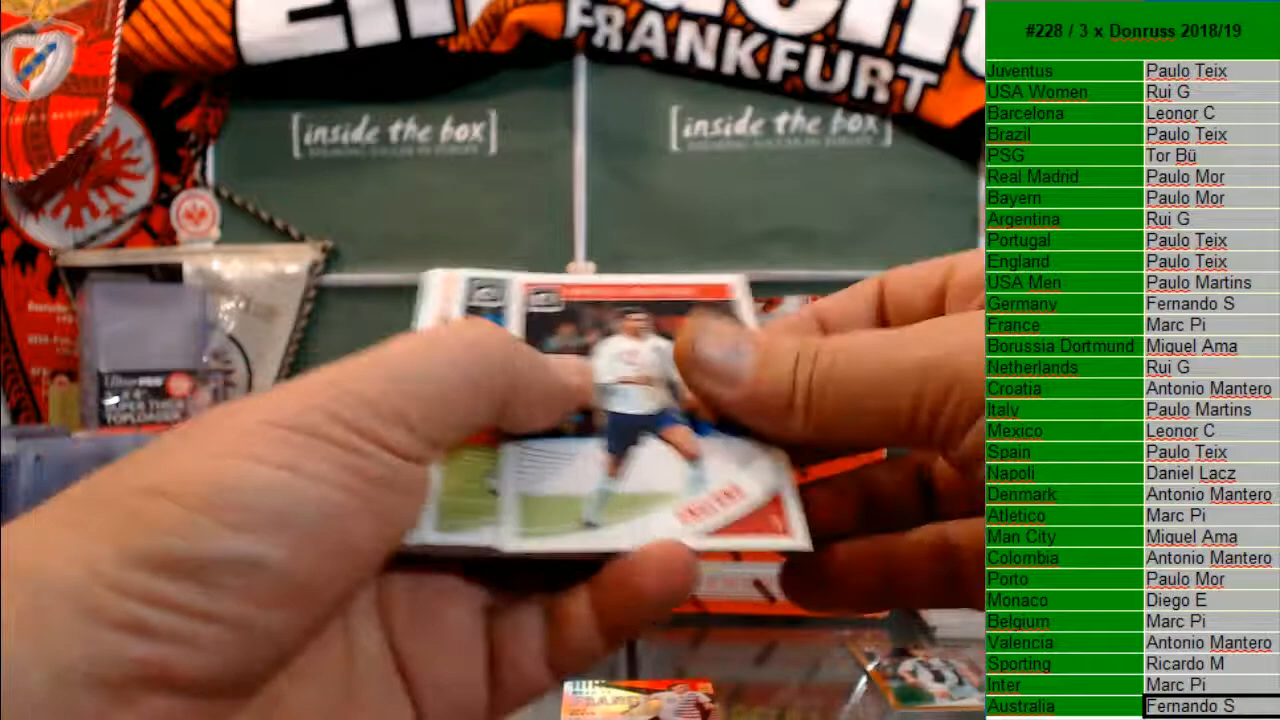 FRANKFURT
[inside the box]
[inside the box]
ENGLAND
#228 / 3 x Donruss 2018/19
Juventus Paulo Teix
USA Women Rui G
Barcelona Leonor C
Brazil Paulo Teix
PSG Tor Bü
Real Madrid Paulo Mor
Bayern Paulo Mor
Argentina Rui G
Portugal Paulo Teix
England Paulo Teix
USA Men Paulo Martins
Germany Fernando S
France Marc Pi
Borussia Dortmund Miguel Ama
Netherlands Rui G
Croatia Antonio Mantero
Italy Paulo Martins
Mexico Leonor C
Spain Paulo Teix
Napoli Daniel Lacz
Denmark Antonio Mantero
Atletico Marc Pi
Man City Miguel Ama
Colombia Antonio Mantero
Porto Paulo Mor
Monaco Diego E
Belgium Marc Pi
Valencia Antonio Mantero
Sporting Ricardo M
Inter Marc Pi
Australia Fernando S